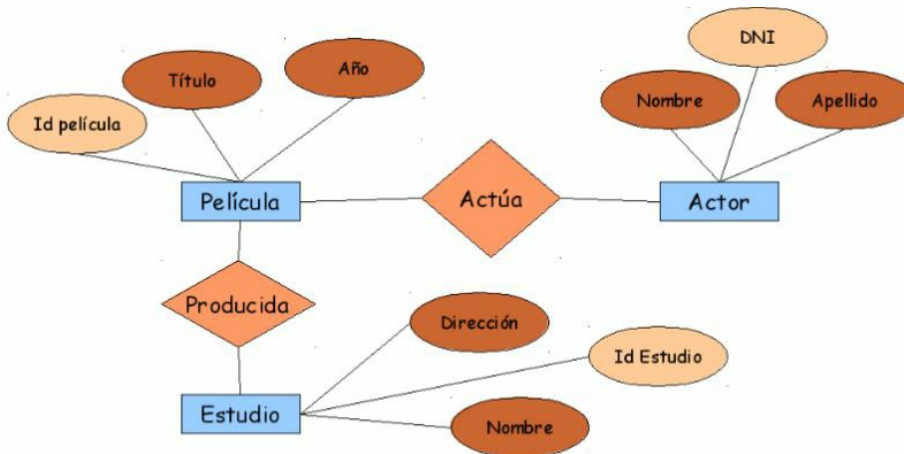 DNI
Título
Año
Nombre
Apellido
Id película
Película
Actúa
Actor
Producida
Dirección
Id Estudio
Estudio
Nombre